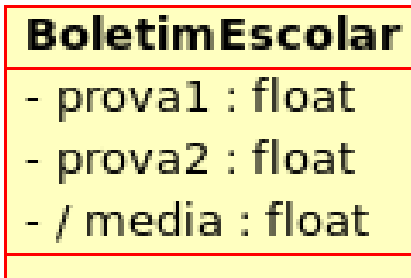 BoletimEscolar
- prova1 : float
- prova2 : float
- / media : float